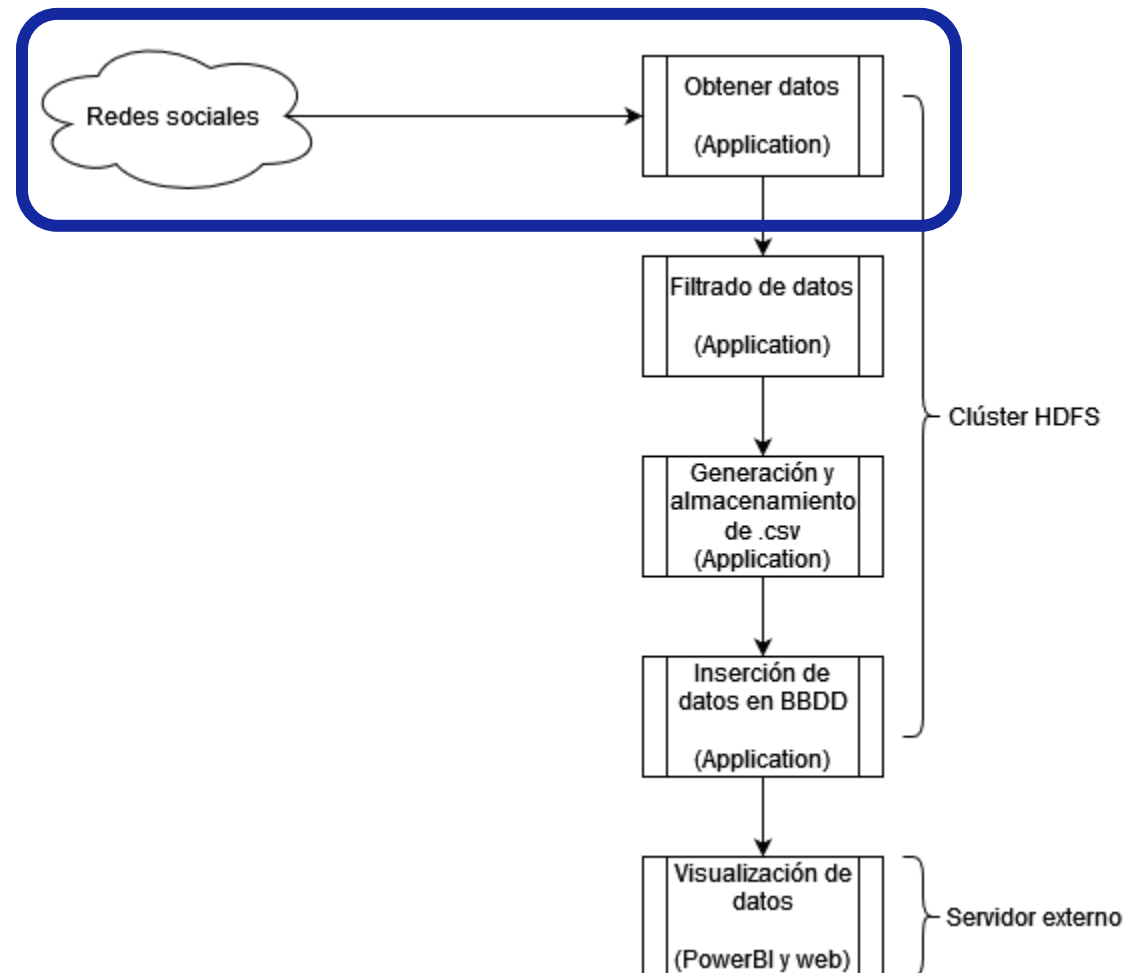 Redes sociales
Obtener datos
(Application)
Filtrado de datos
(Application)
Clúster HDFS
Generación y
almacenamiento
de .csv
(Application)
Inserción de
datos en BBDD
(Application)
Visualización de
datos
(PowerBI y web)
Servidor externo